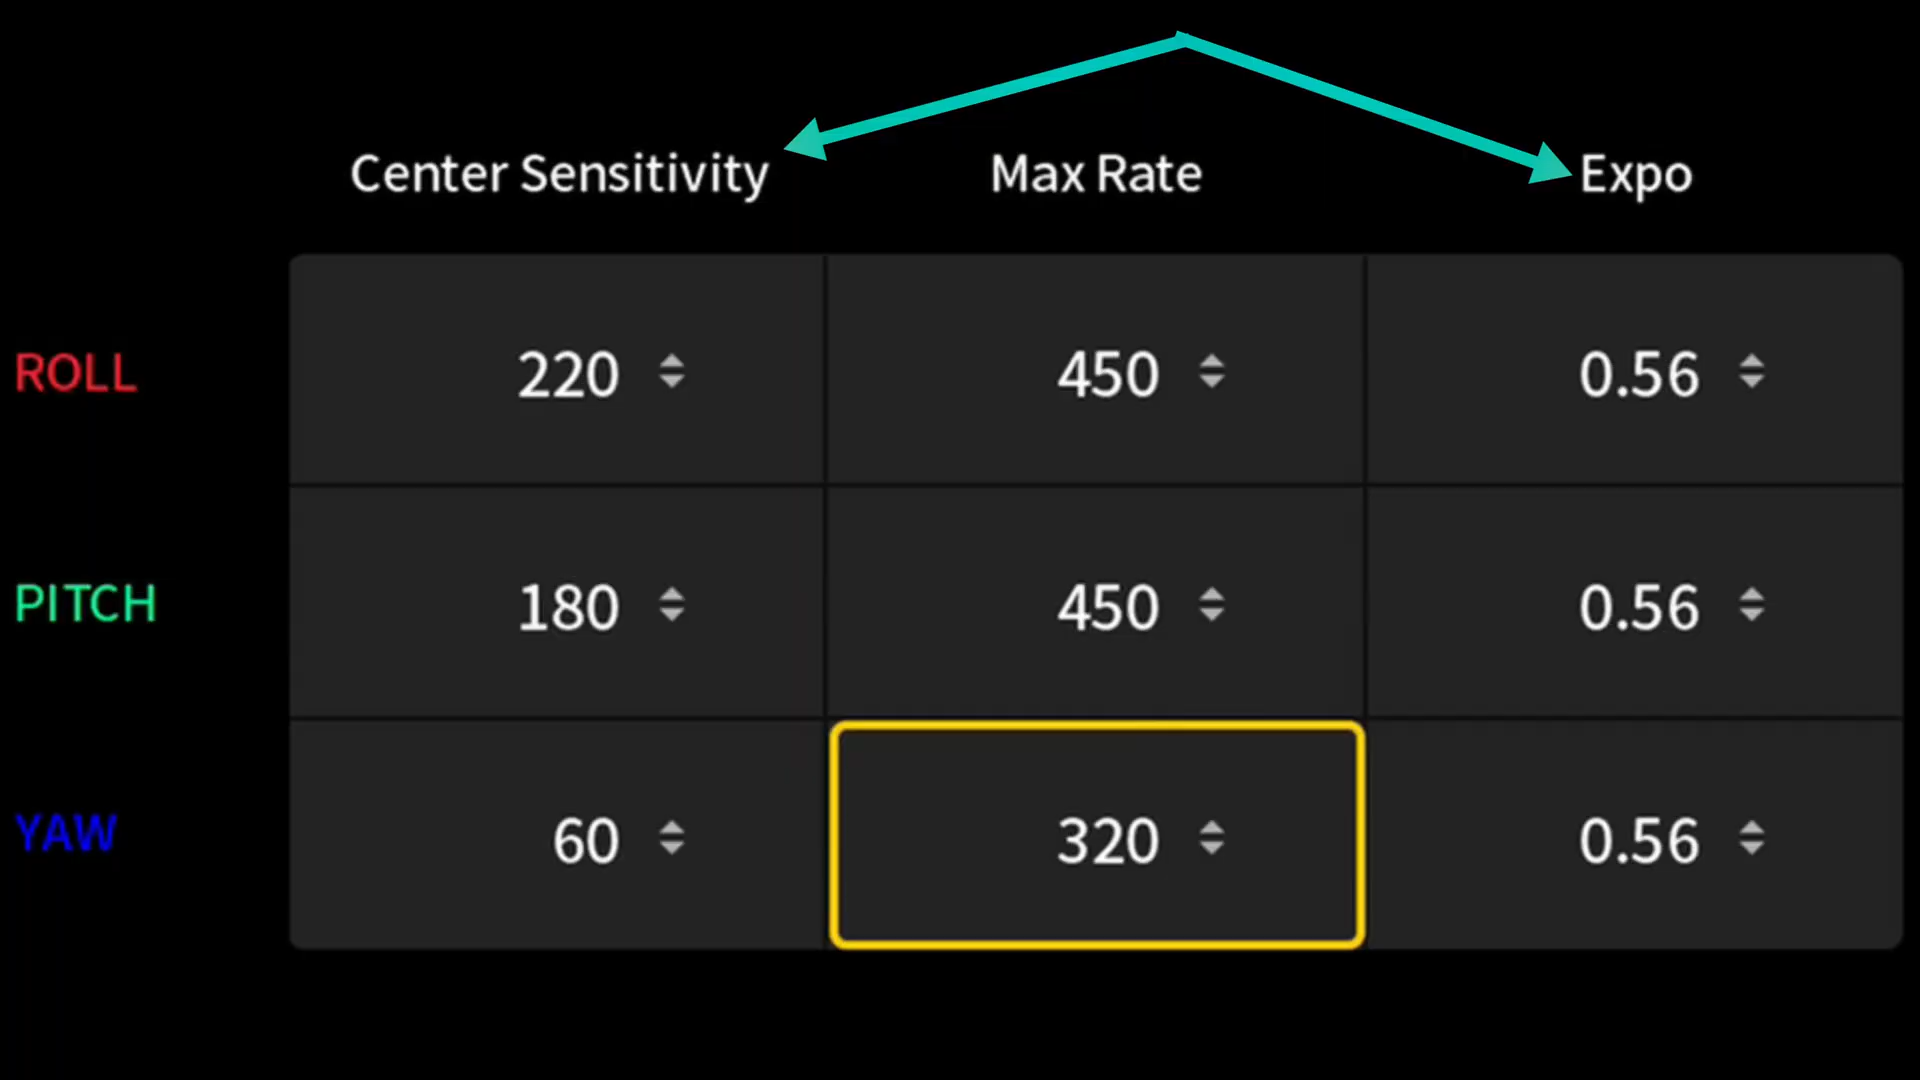 Center Sensitivity Max Rate Expo
ROLL 220 450 0.56
PITCH 180 450 0.56
YAW 60 320 0.56